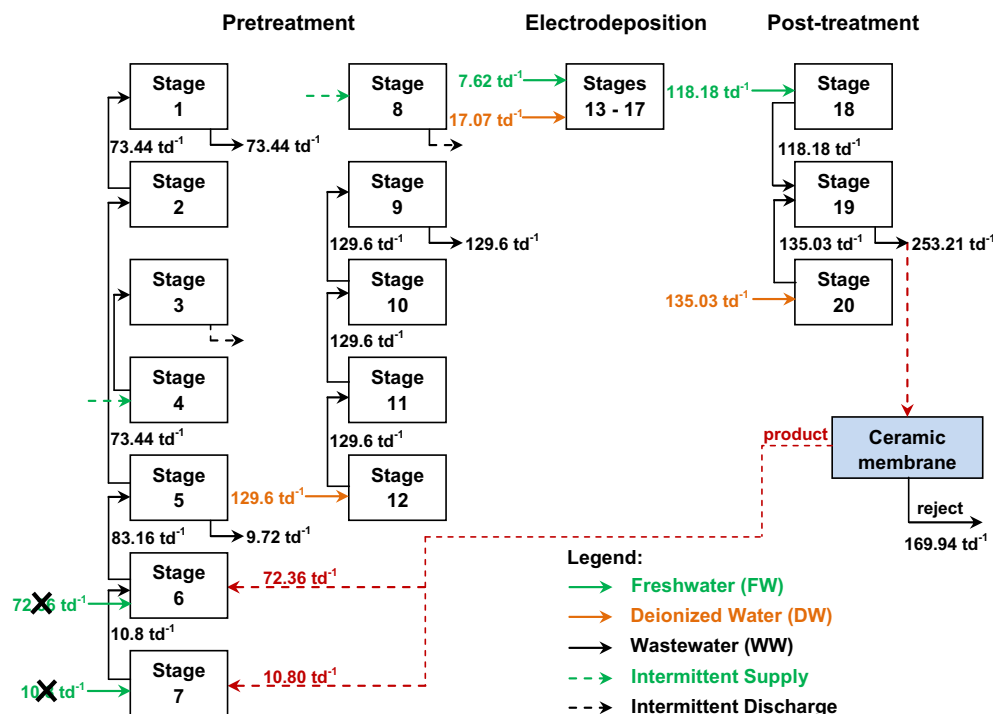 Pretreatment
Electrodeposition
Post-treatment
Stage
1
73.44 td⁻¹
73.44 td⁻¹
Stage
2
Stage
3
Stage
4
73.44 td⁻¹
Stage
5
9.72 td⁻¹
83.16 td⁻¹
Stage
6
72.36 td⁻¹
10.8 td⁻¹
Stage
7
td⁻¹
Stage
8
Stage
9
129.6 td⁻¹
129.6 td⁻¹
Stage
10
129.6 td⁻¹
Stage
11
129.6 td⁻¹
129.6 td⁻¹
Stage
12
7.62 td⁻¹
17.07 td⁻¹
Stages
13 - 17
118.18 td⁻¹
Stage
18
118.18 td⁻¹
Stage
19
135.03 td⁻¹
253.21 td⁻¹
135.03 td⁻¹
Stage
20
product
Ceramic
membrane
reject
169.94 td⁻¹
72.36 td⁻¹
10.80 td⁻¹
Legend:
Freshwater (FW)
Deionized Water (DW)
Wastewater (WW)
Intermittent Supply
Intermittent Discharge